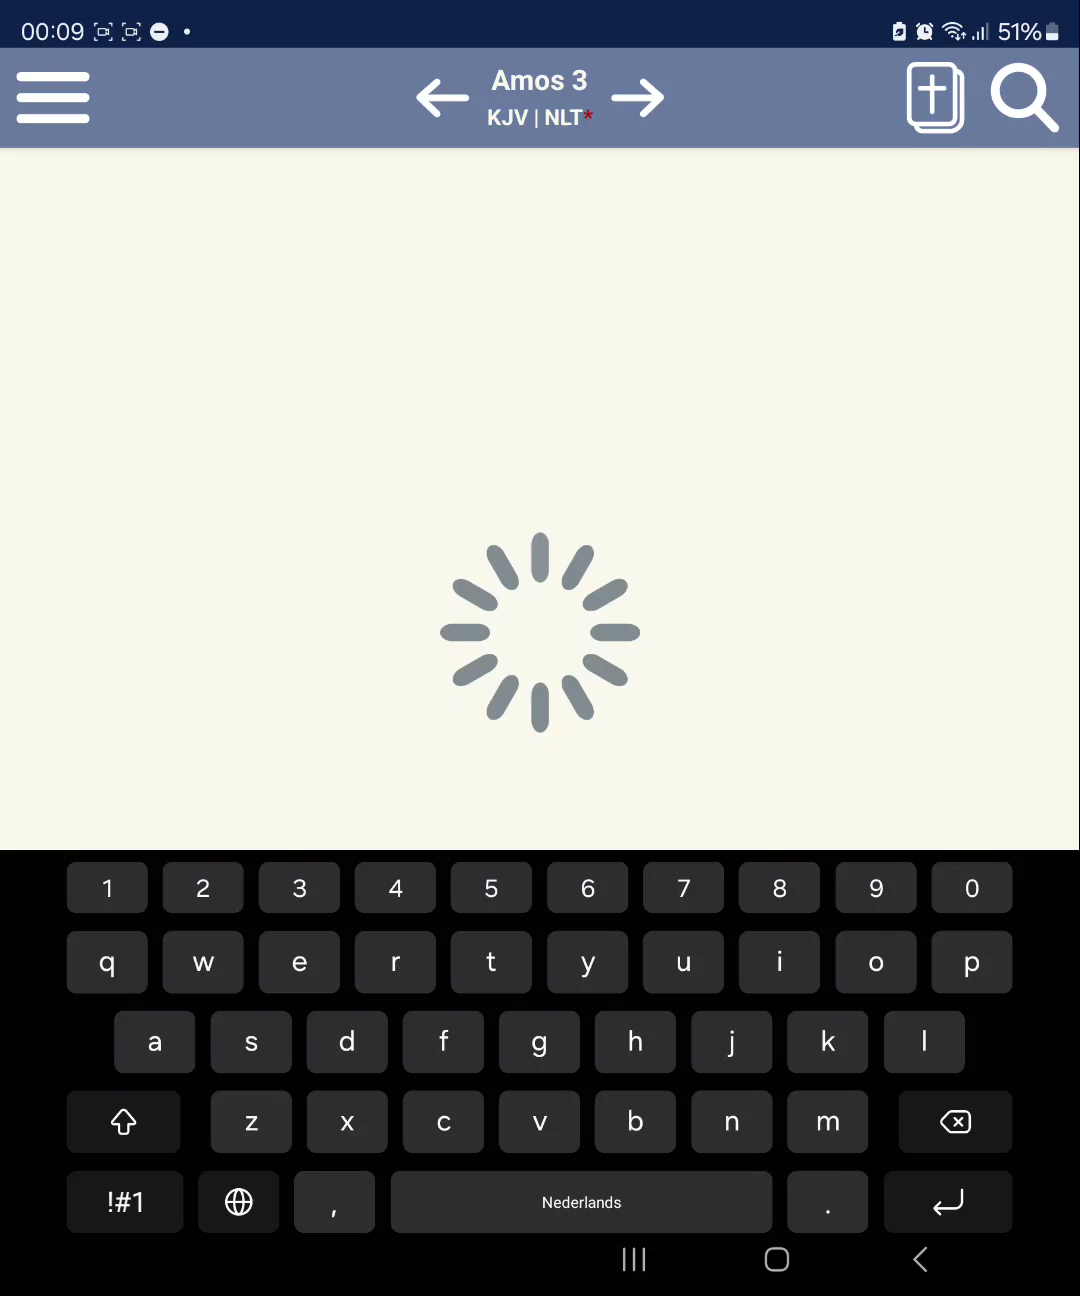 00:09 51%
Amos 3
KJV | NLT*
1 2 3 4 5 6 7 8 9 0
q w e r t y u i o p
a s d f g h j k l
z x c v b n m
!#1 , Nederlands .